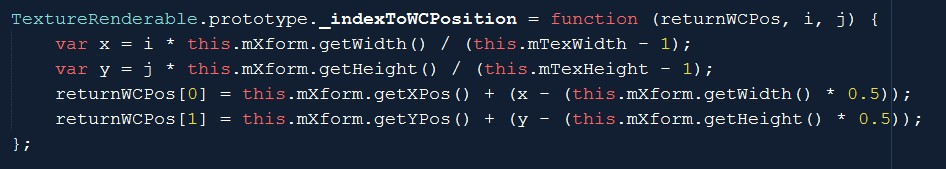 TextureRenderable.prototype._indexToWCPosition = function (returnWCPos, i, j) {
    var x = i * this.mXform.getWidth() / (this.mTexWidth - 1);
    var y = j * this.mXform.getHeight() / (this.mTexHeight - 1);
    returnWCPos[0] = this.mXform.getXPos() + (x - (this.mXform.getWidth() * 0.5));
    returnWCPos[1] = this.mXform.getYPos() + (y - (this.mXform.getHeight() * 0.5));
};